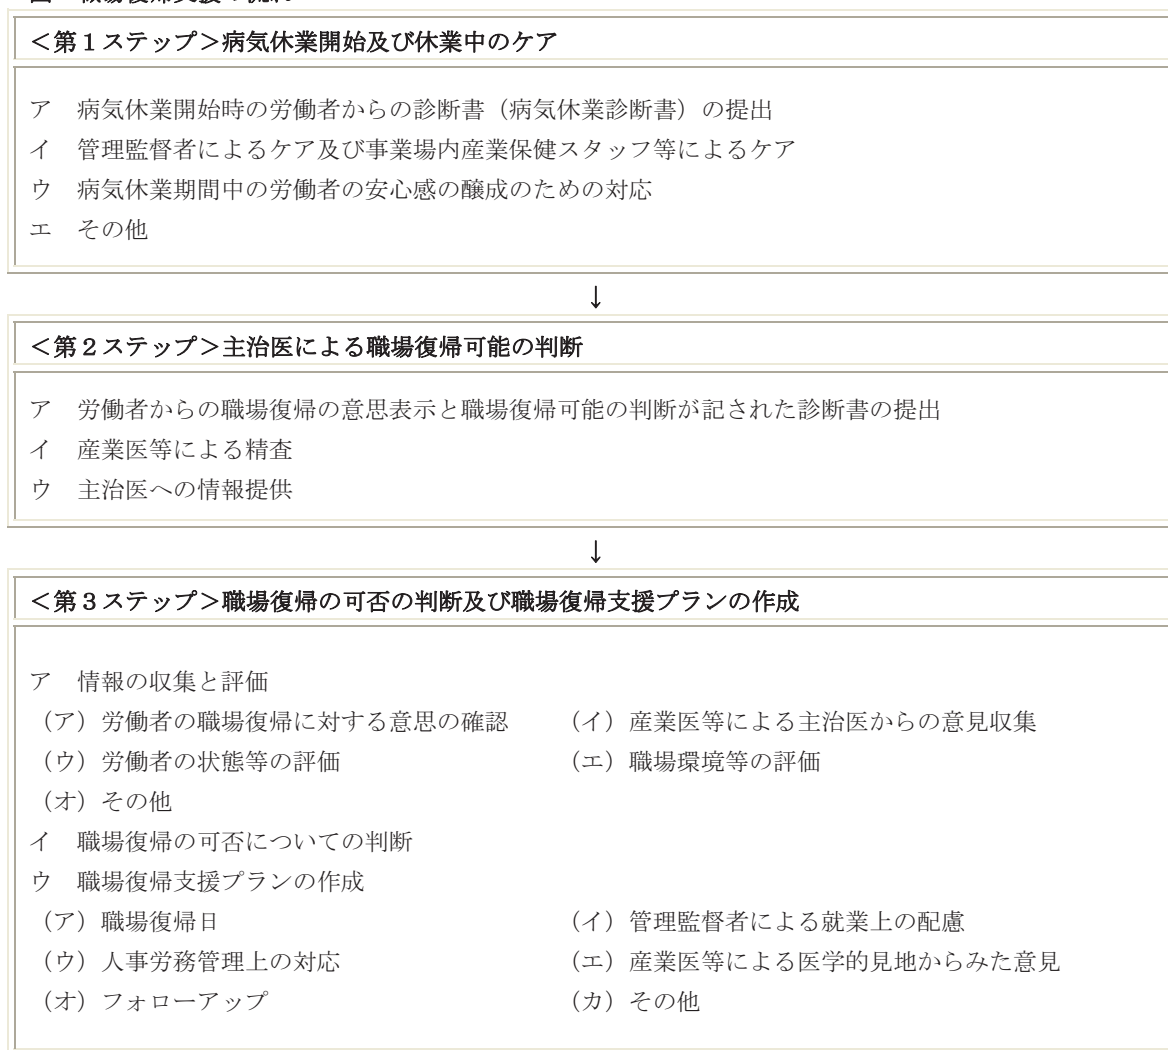 ＜第１ステップ＞病気休業開始及び休業中のケア
ア　病気休業開始時の労働者からの診断書（病気休業診断書）の提出
イ　管理監督者によるケア及び事業場内産業保健スタッフ等によるケア
ウ　病気休業期間中の労働者の安心感の醸成のための対応
エ　その他
↓
＜第２ステップ＞主治医による職場復帰可能の判断
ア　労働者からの職場復帰の意思表示と職場復帰可能の判断が記された診断書の提出
イ　産業医等による精査
ウ　主治医への情報提供
↓
＜第３ステップ＞職場復帰の可否の判断及び職場復帰支援プランの作成
ア　情報の収集と評価
（ア）労働者の職場復帰に対する意思の確認　（イ）産業医等による主治医からの意見収集
（ウ）労働者の状態等の評価　（エ）職場環境等の評価
（オ）その他
イ　職場復帰の可否についての判断
ウ　職場復帰支援プランの作成
（ア）職場復帰日　（イ）管理監督者による就業上の配慮
（ウ）人事労務管理上の対応　（エ）産業医等による医学的見地からみた意見
（オ）フォローアップ　（カ）その他